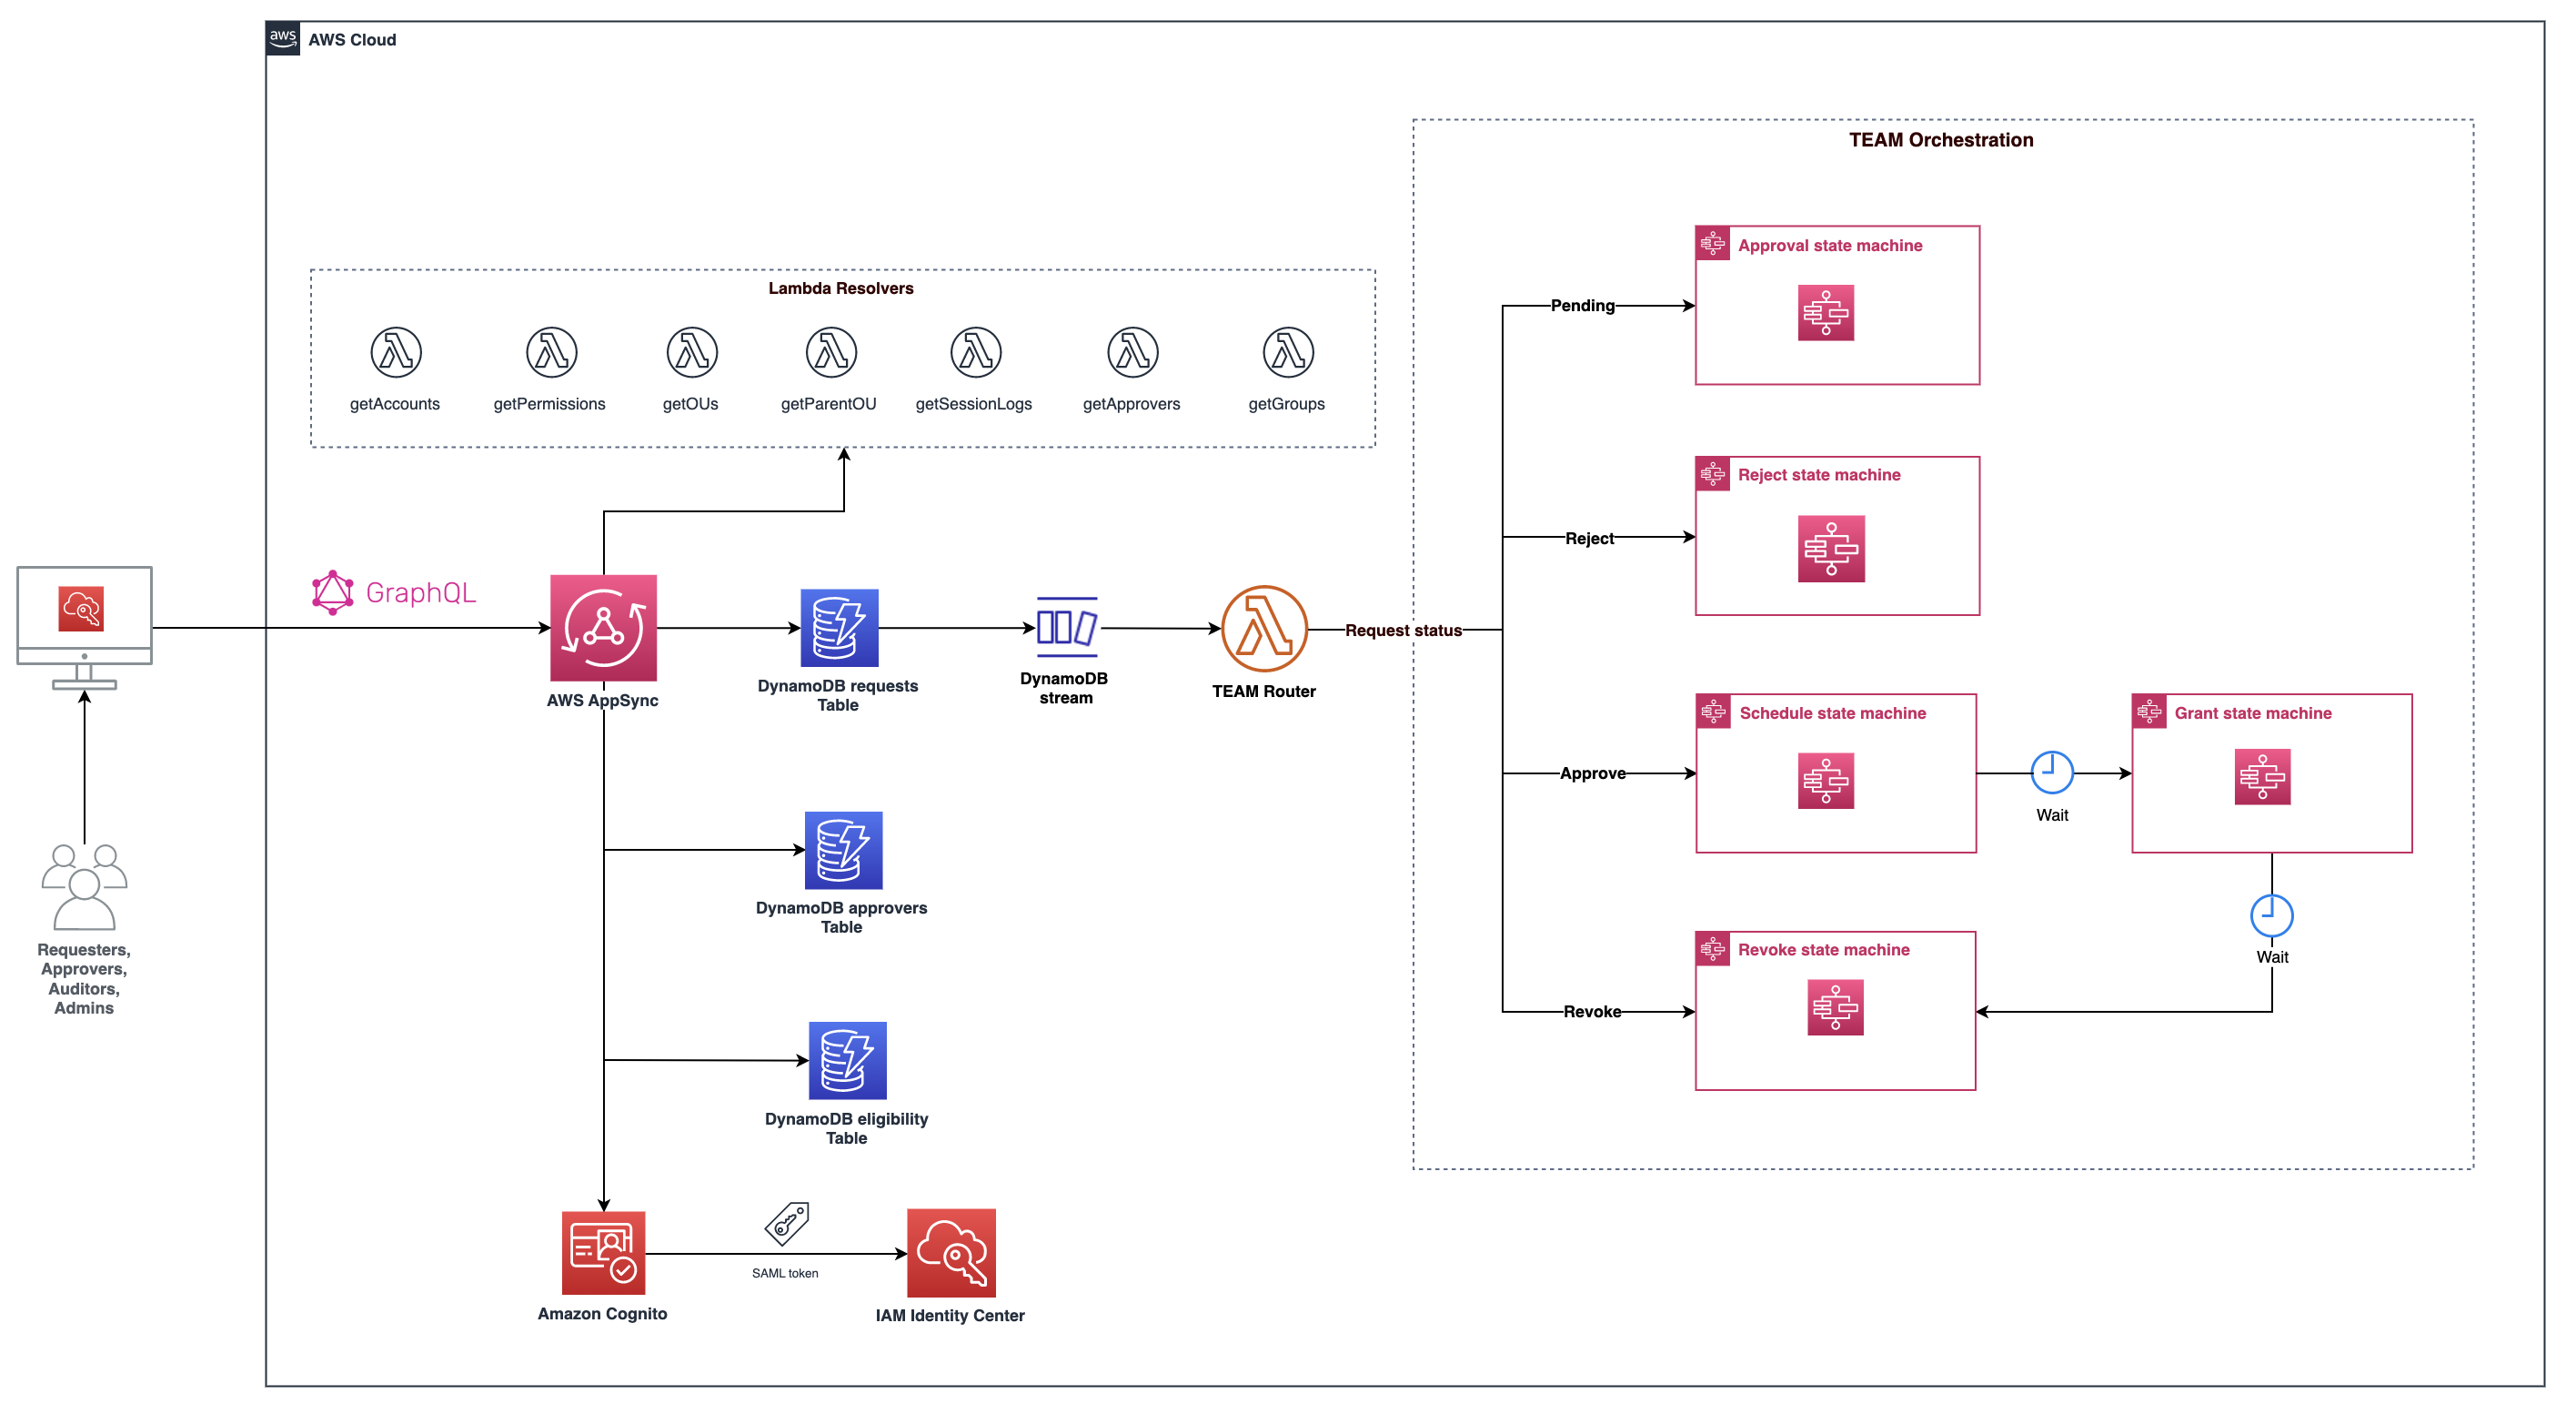 aws
AWS Cloud
TEAM Orchestration
Approval state machine
Lambda Resolvers
Pending
getAccounts
getPermissions
getOUs
getParentOU
getSessionLogs
getApprovers
getGroups
Reject state machine
Reject
GraphQL
Request status
AWS AppSync
DynamoDB requests
Table
DynamoDB
stream
TEAM Router
Schedule state machine
Grant state machine
Approve
Wait
DynamoDB approvers
Table
Requesters,
Approvers,
Auditors,
Admins
Revoke state machine
Wait
Revoke
DynamoDB eligibility
Table
SAML token
Amazon Cognito
IAM Identity Center